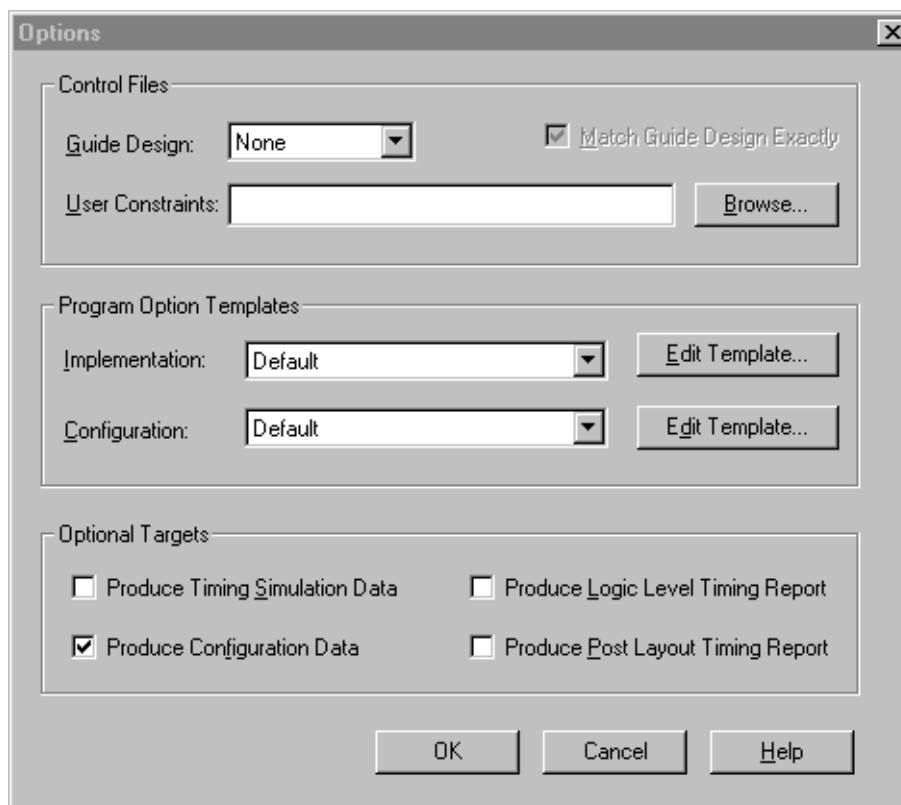 Options
Control Files
Guide Design: None Match Guide Design Exactly
User Constraints: Browse...
Program Option Templates
Implementation: Default Edit Template...
Configuration: Default Edit Template...
Optional Targets
Produce Timing Simulation Data Produce Logic Level Timing Report
Produce Configuration Data Produce Post Layout Timing Report
OK Cancel Help